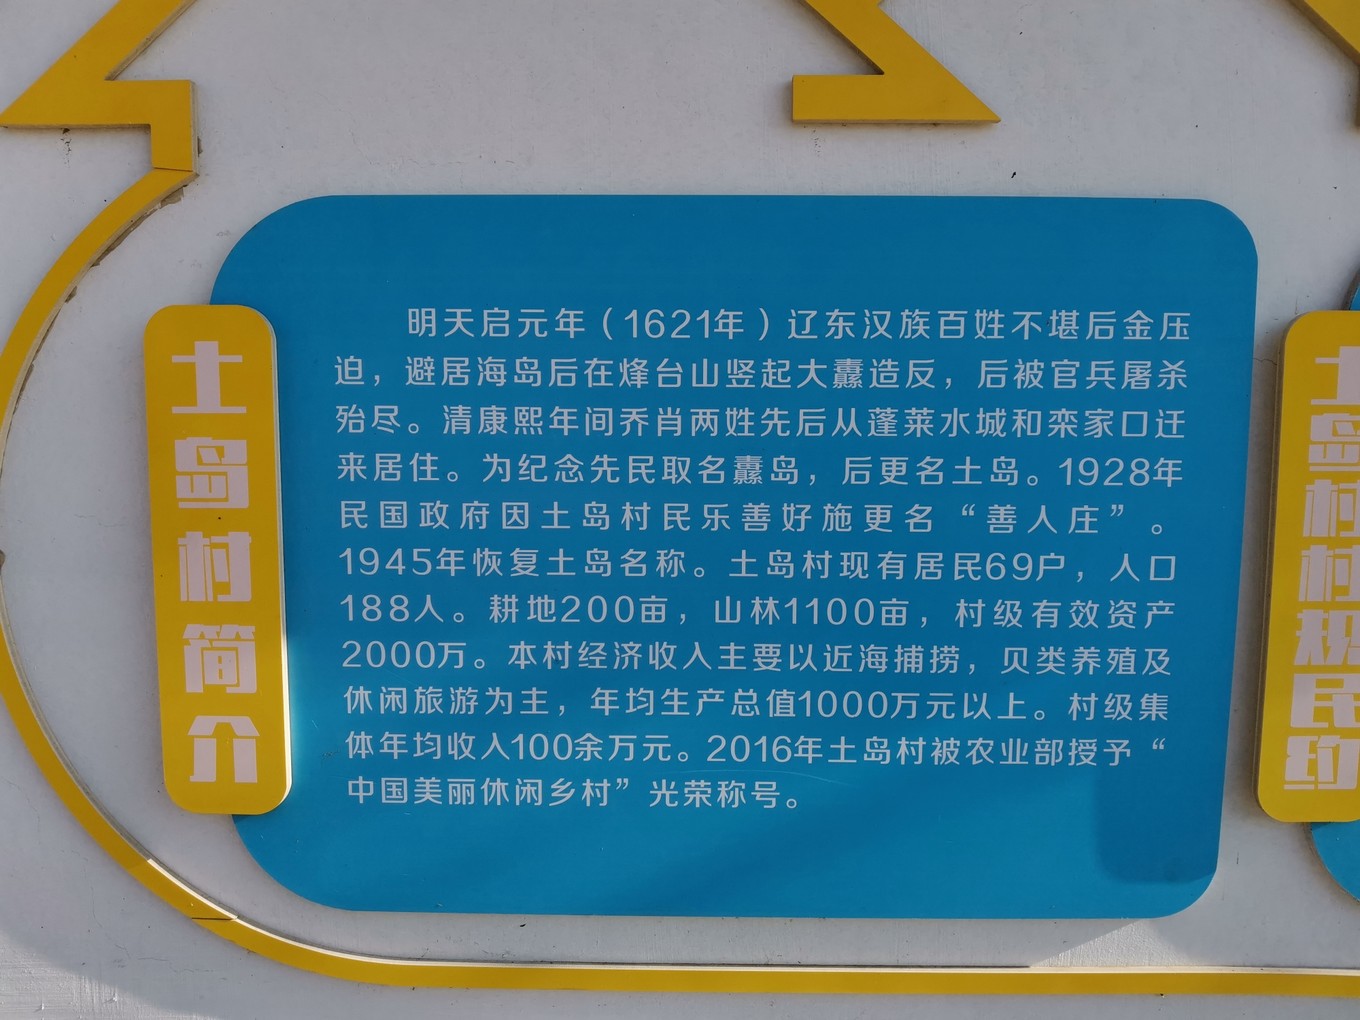 土岛村简介
明天启元年（1621年）辽东汉族百姓不堪后金压
迫，避居海岛后在烽台山竖起大纛造反，后被官兵屠杀
殆尽。清康熙年间乔肖两姓先后从蓬莱水城和栾家口迁
来居住。为纪念先民取名纛岛，后更名土岛。1928年
民国政府因土岛村民乐善好施更名“善人庄”。
1945年恢复土岛名称。土岛村现有居民69户，人口
188人。耕地200亩，山林1100亩，村级有效资产
2000万。本村经济收入主要以近海捕捞，贝类养殖及
休闲旅游为主，年均生产总值1000万元以上。村级集
体年均收入100余万元。2016年土岛村被农业部授予“
中国美丽休闲乡村”光荣称号。
土岛村村规民约